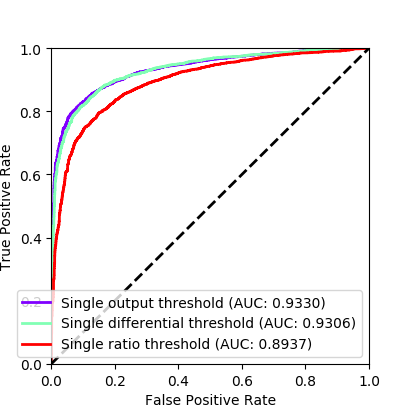 1.0
0.8
0.6
0.4
0.2
0.0
True Positive Rate
Single output threshold (AUC: 0.9330)
Single differential threshold (AUC: 0.9306)
Single ratio threshold (AUC: 0.8937)
0.0 0.2 0.4 0.6 0.8 1.0
False Positive Rate